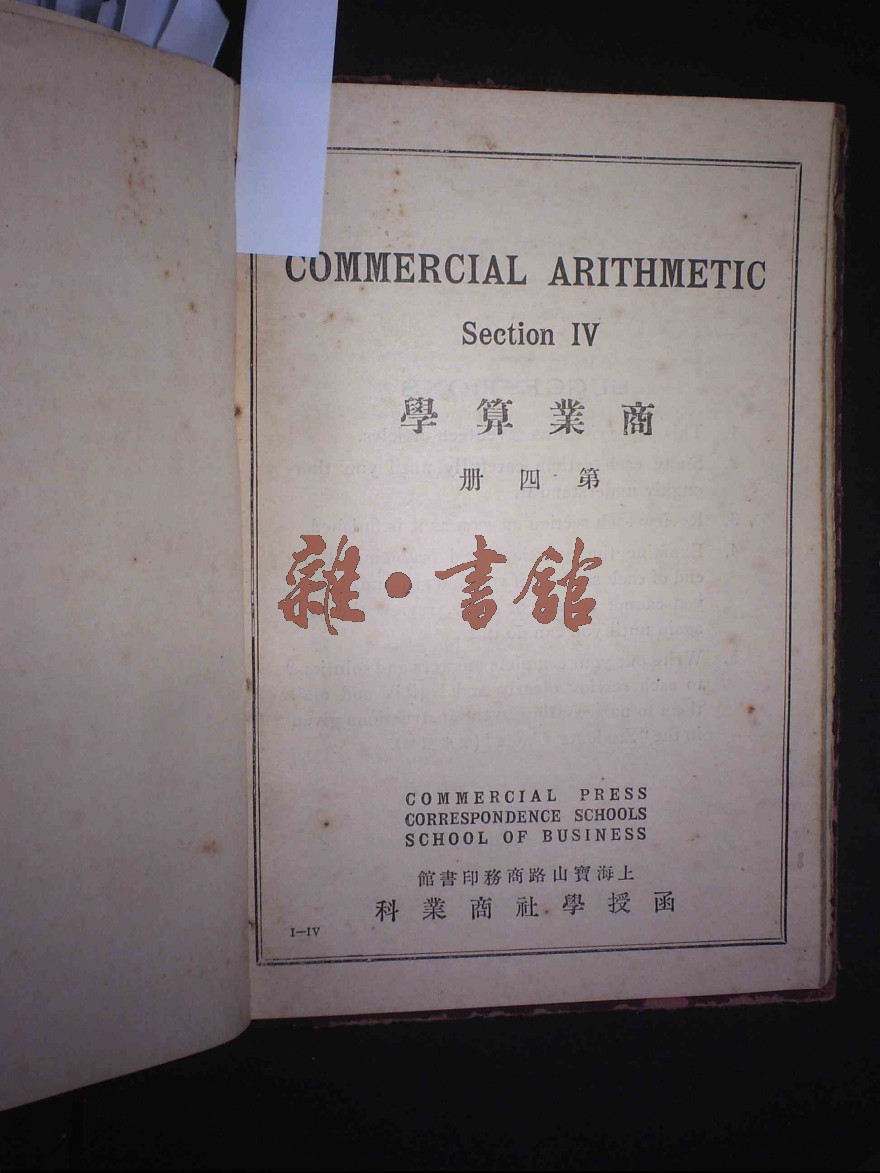 COMMERCIAL ARITHMETIC
Section IV
學算業商
册四第
雜·書館
COMMERCIAL PRESS
CORRESPONDENCE SCHOOLS
SCHOOL OF BUSINESS
館書印務商路山寶海上
科業商社學授函
I—IV